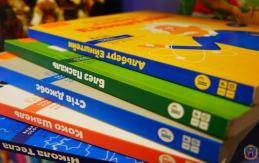 Альберт Ейнштейн
Блез Паскаль
Стів Джобс
Коко Шанель
Нікола Тесла